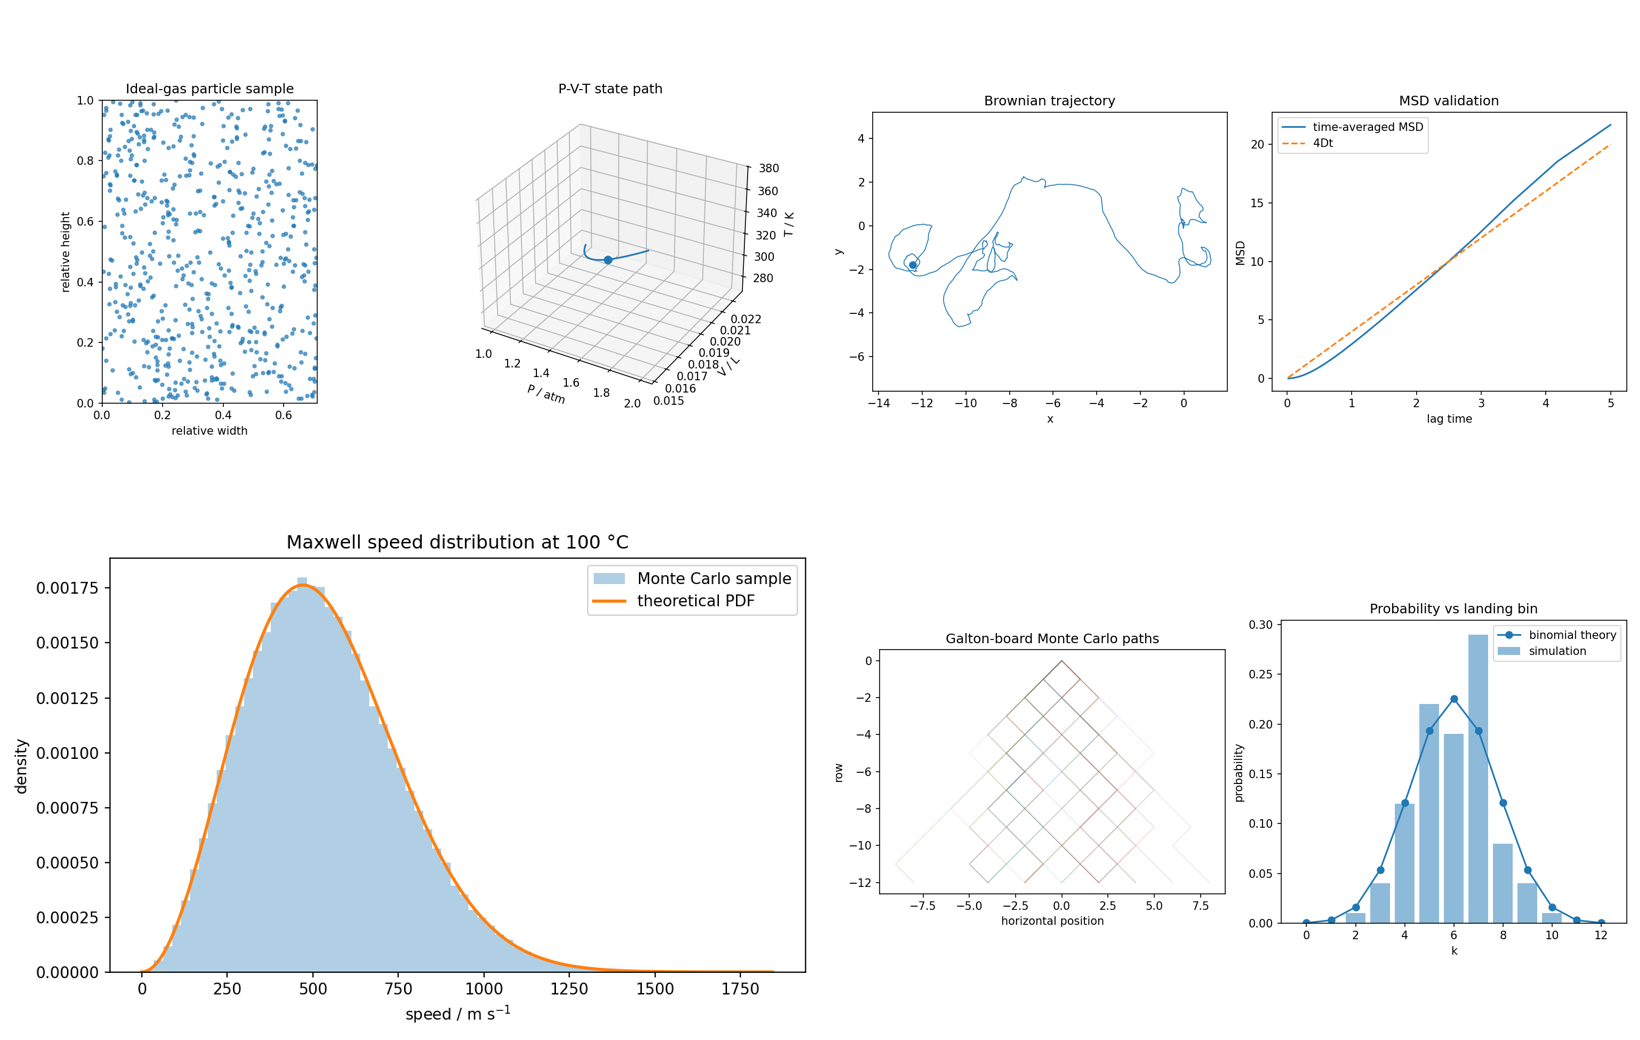 Ideal-gas particle sample
1.0
0.8
0.6
0.4
0.2
0.0
relative height
0.0 0.2 0.4 0.6
relative width
P-V-T state path
380
360
340
320
300
280
T / K
0.022
0.021
0.020
0.019
0.018
0.017
0.016
0.015
V / L
1.0
1.2
1.4
1.6
1.8
2.0
P / atm
Brownian trajectory
4
2
0
−2
−4
−6
y
−14 −12 −10 −8 −6 −4 −2 0
x
MSD validation
time-averaged MSD
4Dt
20
15
10
5
0
MSD
0 1 2 3 4 5
lag time
Maxwell speed distribution at 100 °C
Monte Carlo sample
theoretical PDF
0.00175
0.00150
0.00125
0.00100
0.00075
0.00050
0.00025
0.00000
density
0 250 500 750 1000 1250 1500 1750
speed / m s⁻¹
Galton-board Monte Carlo paths
0
−2
−4
−6
−8
−10
−12
row
−7.5 −5.0 −2.5 0.0 2.5 5.0 7.5
horizontal position
Probability vs landing bin
binomial theory
simulation
0.30
0.25
0.20
0.15
0.10
0.05
0.00
probability
0 2 4 6 8 10 12
k